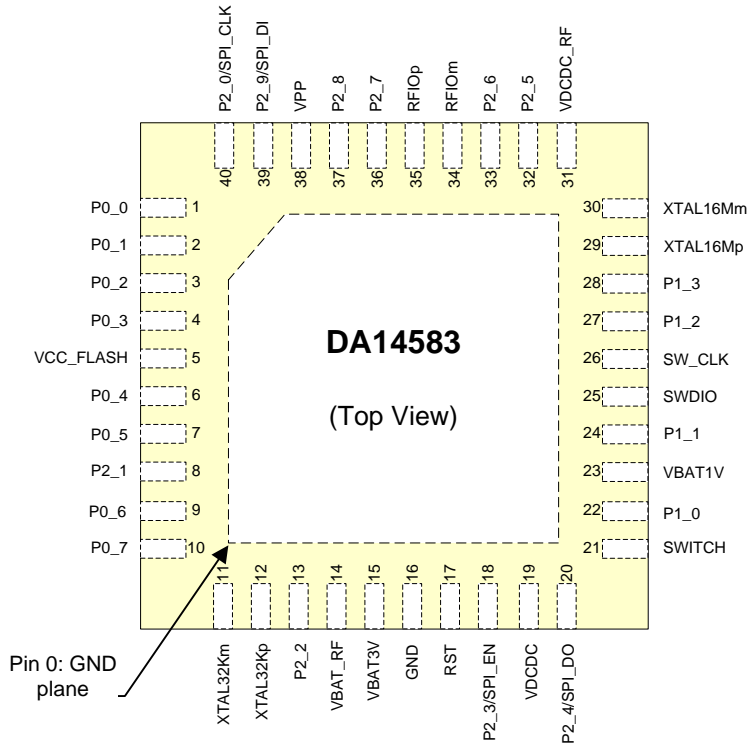 P2_0/SPI_CLK
P2_9/SPI_DI
VPP
P2_8
P2_7
RFIOp
RFIOm
P2_6
P2_5
VDCDC_RF
40
39
38
37
36
35
34
33
32
31
P0_0 1
P0_1 2
P0_2 3
P0_3 4
VCC_FLASH 5
P0_4 6
P0_5 7
P2_1 8
P0_6 9
P0_7 10
DA14583
(Top View)
30 XTAL16Mm
29 XTAL16Mp
28 P1_3
27 P1_2
26 SW_CLK
25 SWDIO
24 P1_1
23 VBAT1V
22 P1_0
21 SWITCH
11
12
13
14
15
16
17
18
19
20
XTAL32Km
XTAL32Kp
P2_2
VBAT_RF
VBAT3V
GND
RST
P2_3/SPI_EN
VDCDC
P2_4/SPI_DO
Pin 0: GND
plane